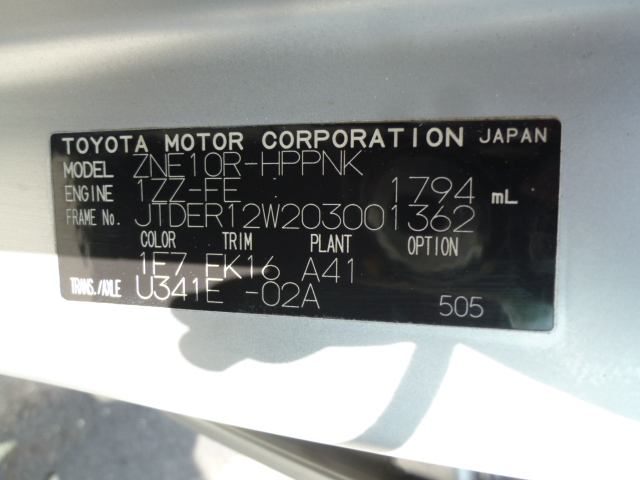 TOYOTA MOTOR CORPORATION JAPAN
MODEL ZNE10R-HPPNK
ENGINE 1ZZ-FE 1794 mL
FRAME No. JTDER12W203001362
COLOR TRIM PLANT OPTION
1F7 FK16 A41
TRANS./AXLE U341E -02A
505